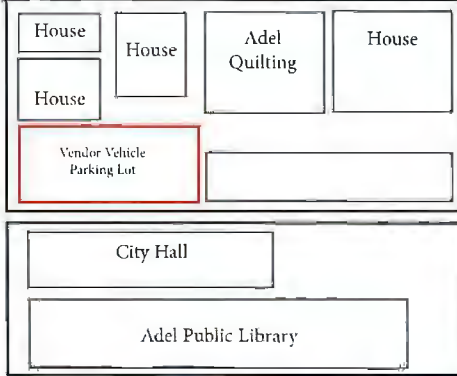 House
House
Adel
Quilting
House
House
Vendor Vehicle
Parking Lot
City Hall
Adel Public Library